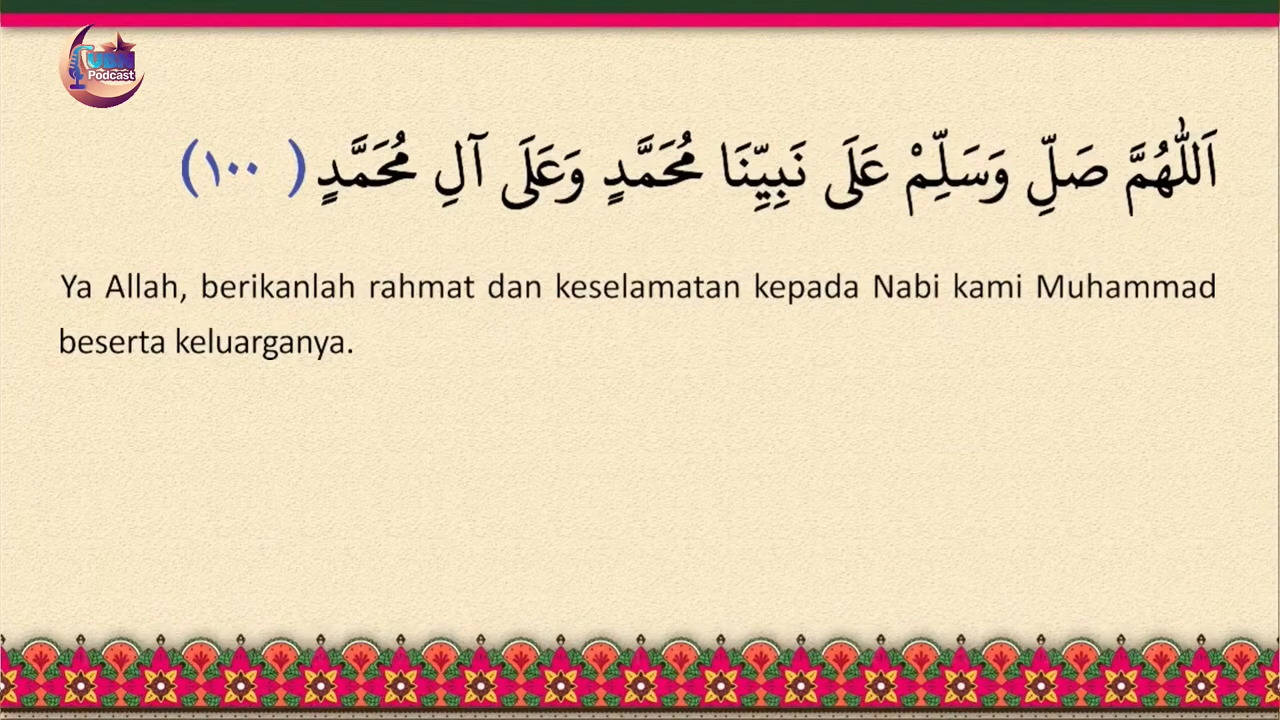 Podcast
اَللّٰهُمَّ صَلِّ وَسَلِّمْ عَلَى نَبِيِّنَا مُحَمَّدٍ وَعَلَى آلِ مُحَمَّدٍ ( ١٠٠ )
Ya Allah, berikanlah rahmat dan keselamatan kepada Nabi kami Muhammad
beserta keluarganya.